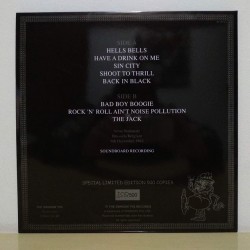 SIDE A
HELLS BELLS
HAVE A DRINK ON ME
SIN CITY
SHOOT TO THRILL
BACK IN BLACK
SIDE B
BAD BOY BOOGIE
ROCK 'N' ROLL AIN'T NOISE POLLUTION
THE JACK
SOUNDBOARD RECORDING
SPECIAL LIMITED EDITION 500 COPIES